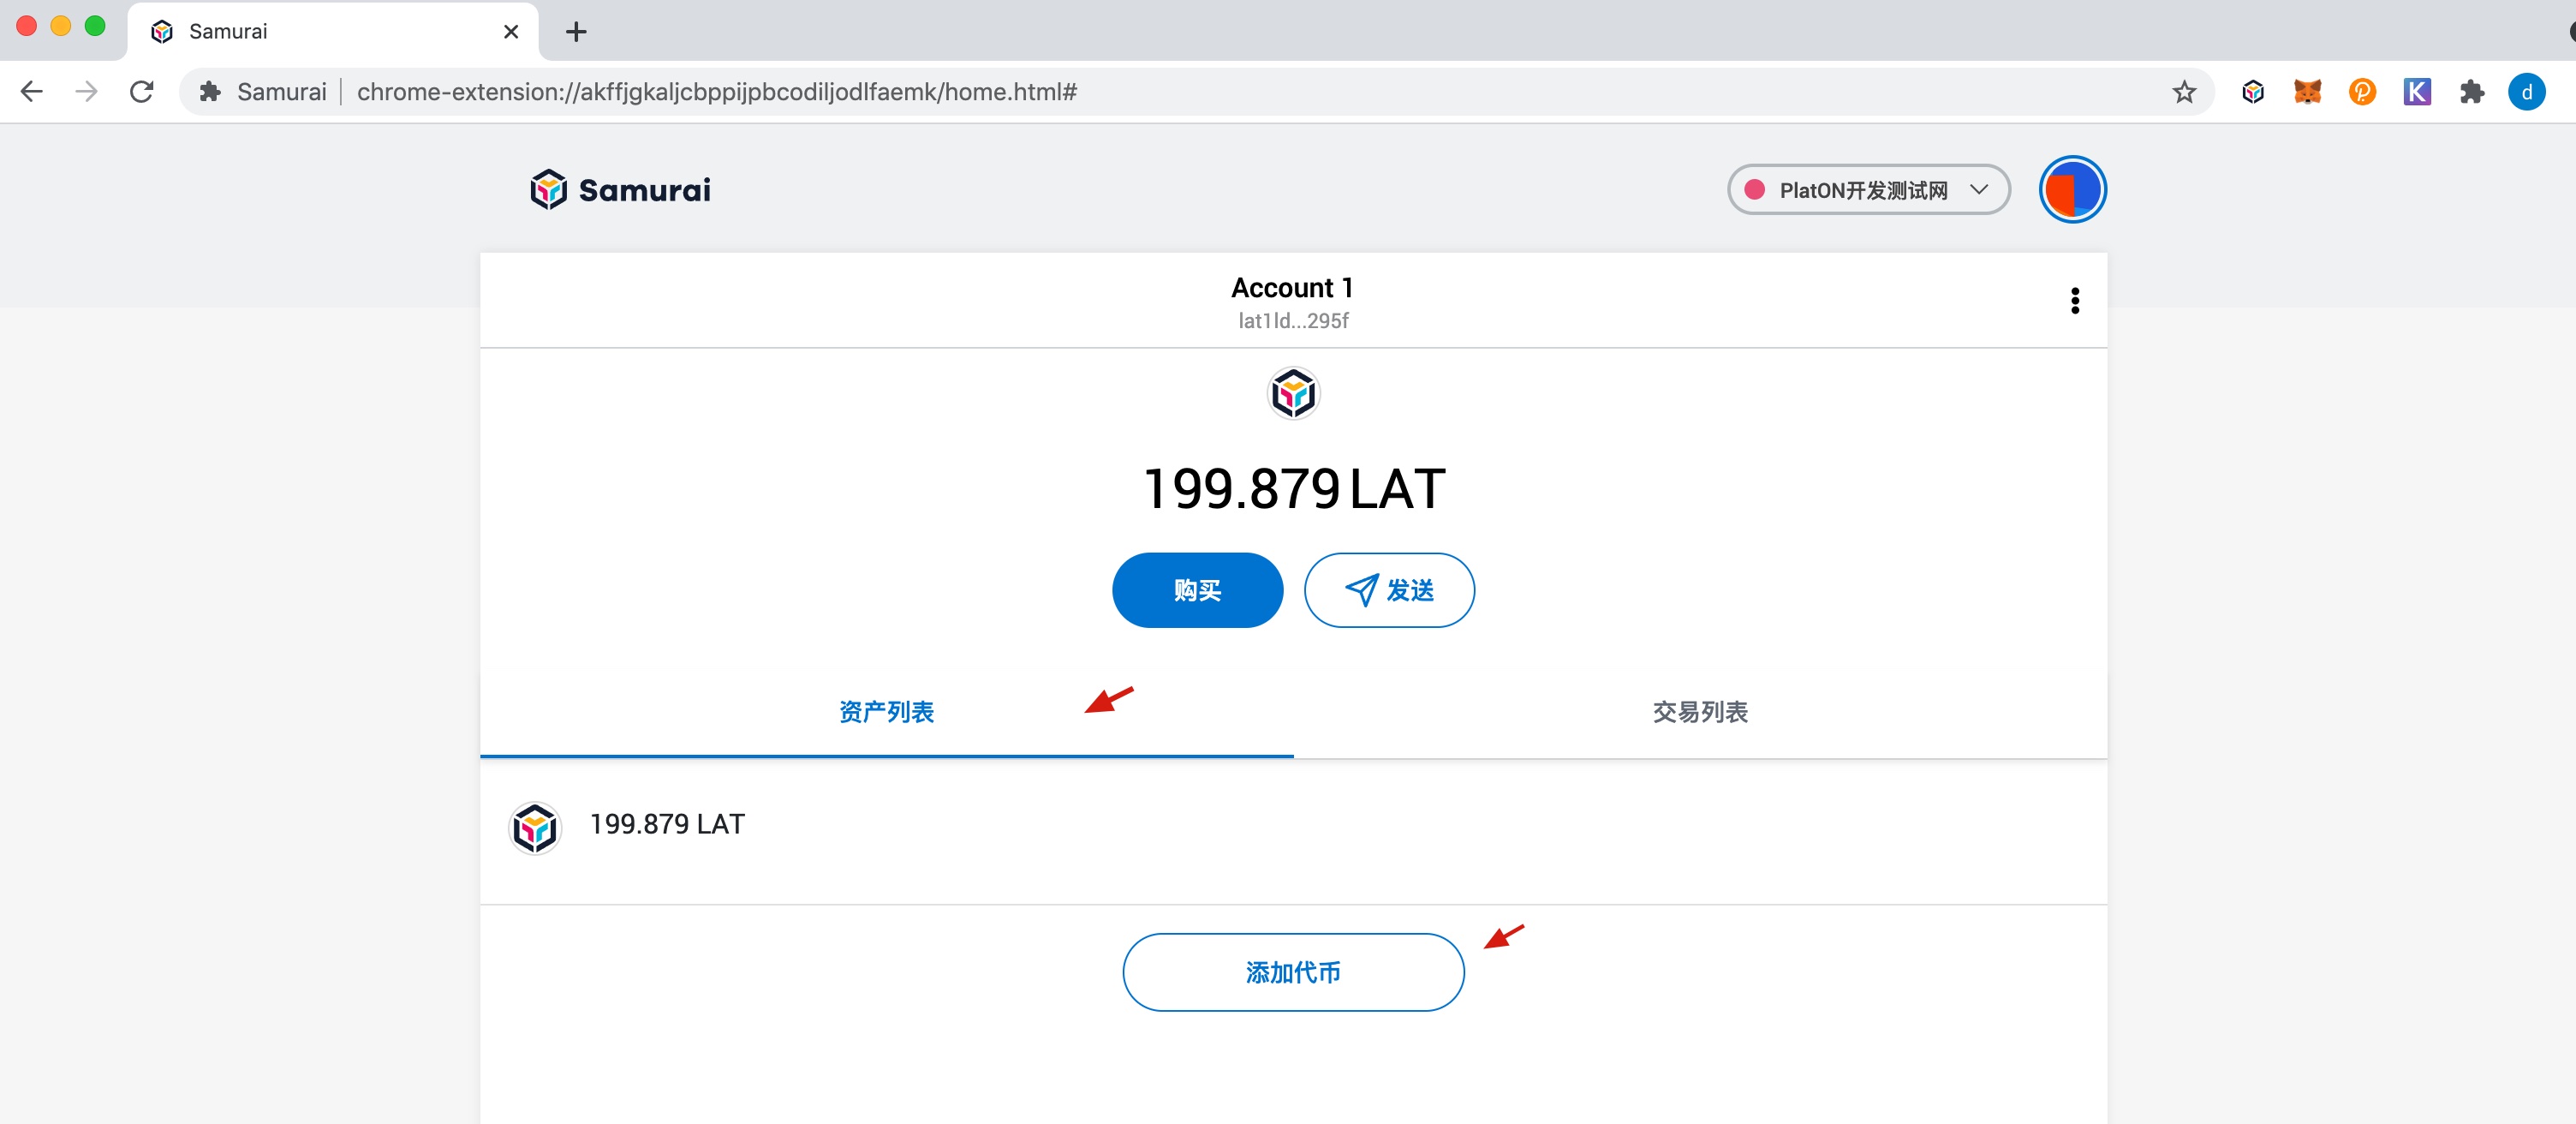 Samurai
Samurai
chrome-extension://akffjgkaljcbppijpbcodiljodlfaemk/home.html#
d
Samurai
PlatON开发测试网
Account 1
lat1ld...295f
199.879 LAT
购买
发送
资产列表
交易列表
199.879 LAT
添加代币